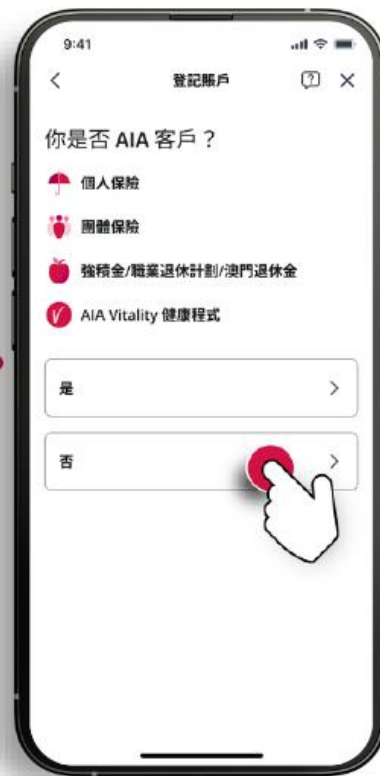 9:41
登記賬戶
你是否 AIA 客戶？
個人保險
團體保險
強積金/職業退休計劃/澳門退休金
AIA Vitality 健康程式
是
否